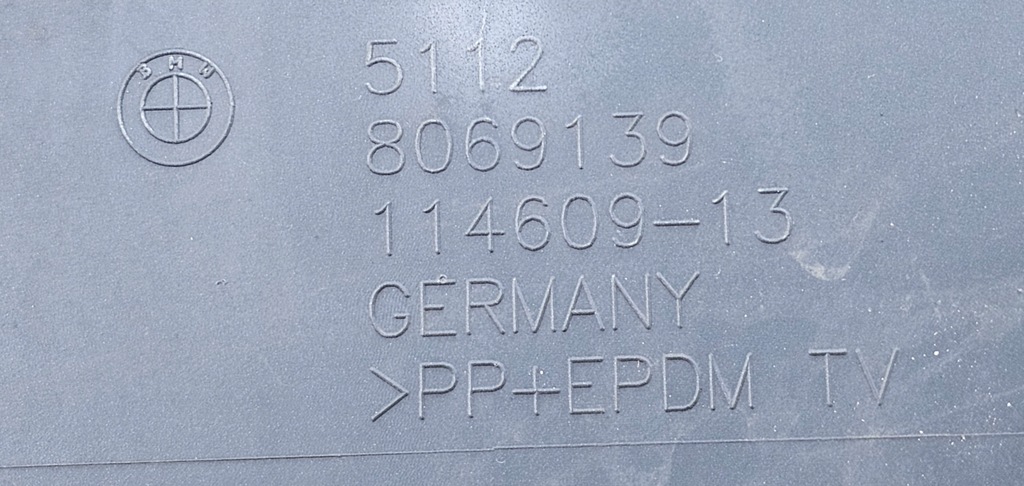 BMW
5112
8069139
114609-13
GERMANY
>PP+EPDM TV